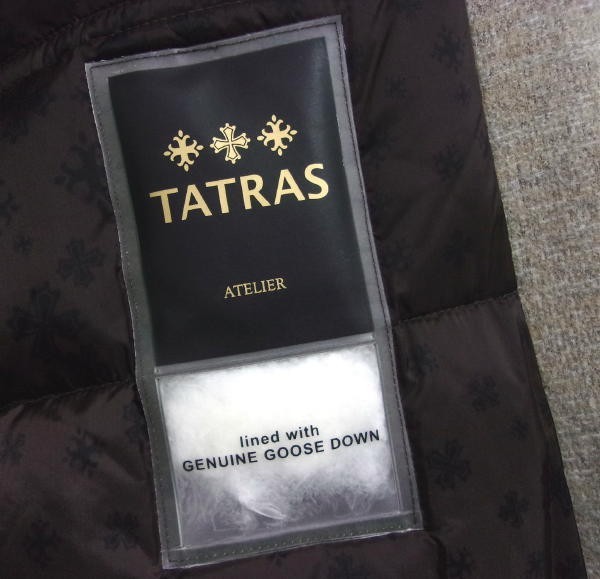 TATRAS
ATELIER
lined with
GENUINE GOOSE DOWN